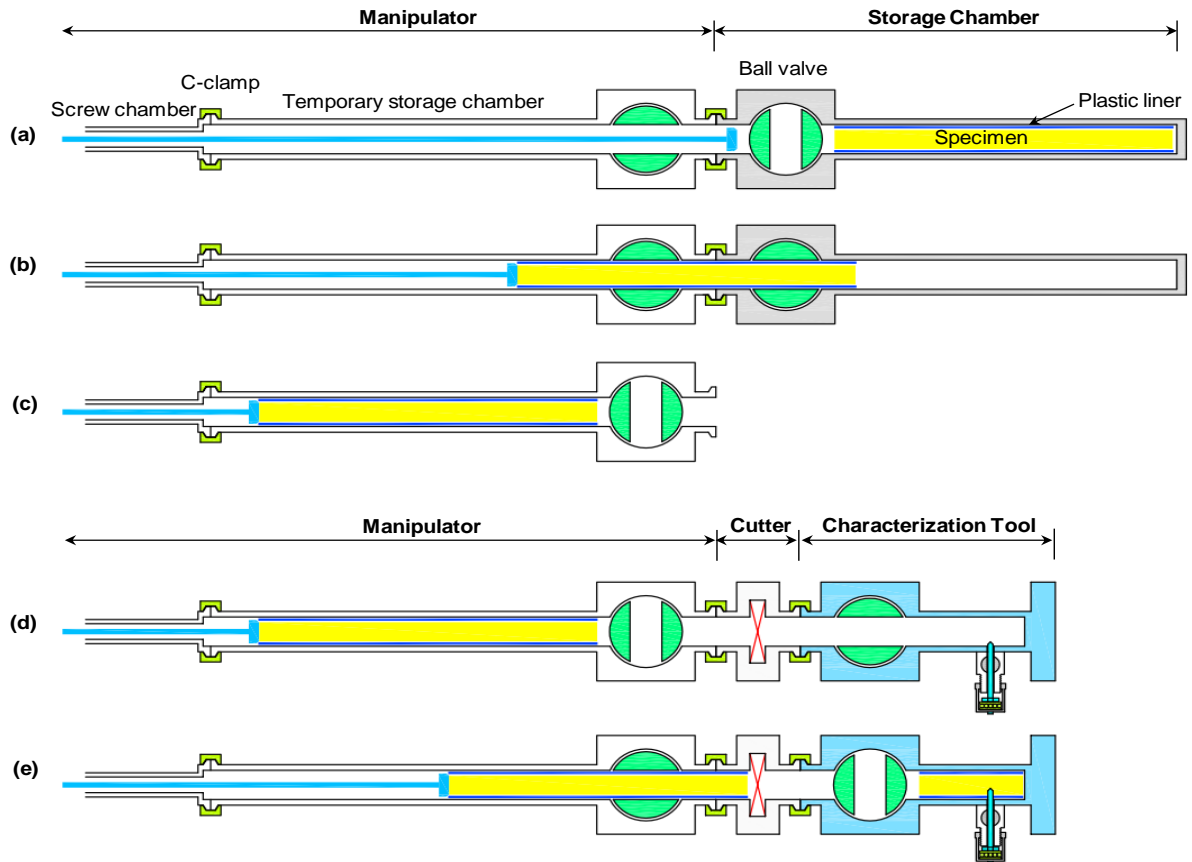 Manipulator
Storage Chamber
Ball valve
C-clamp
Screw chamber
Temporary storage chamber
Plastic liner
(a)
Specimen
(b)
(c)
Manipulator
Cutter
Characterization Tool
(d)
(e)